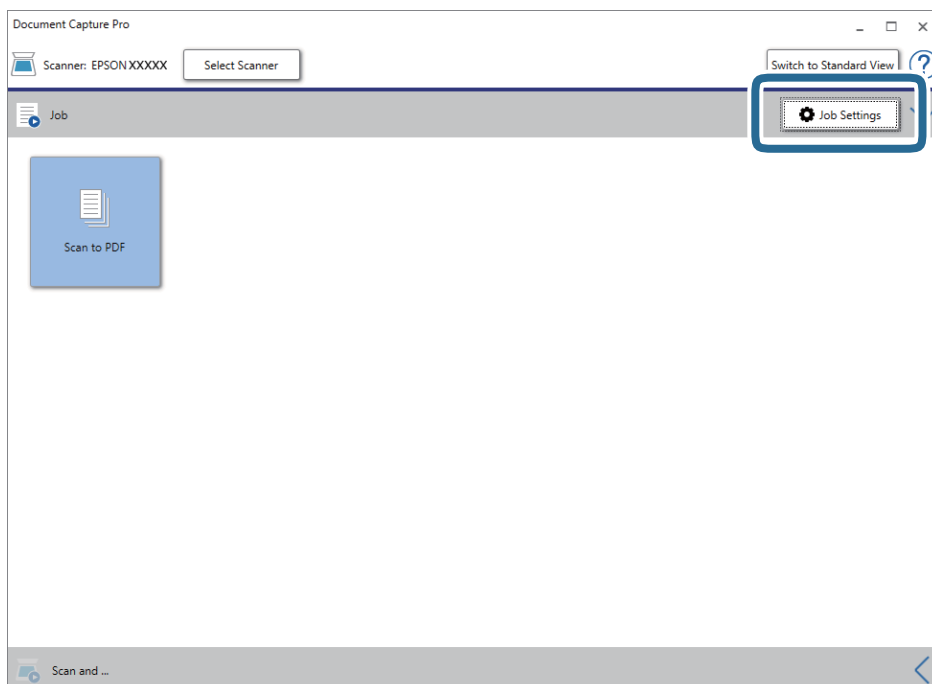 Document Capture Pro
Scanner: EPSON XXXXX Select Scanner Switch to Standard View ?
Job Job Settings
Scan to PDF
Scan and ...